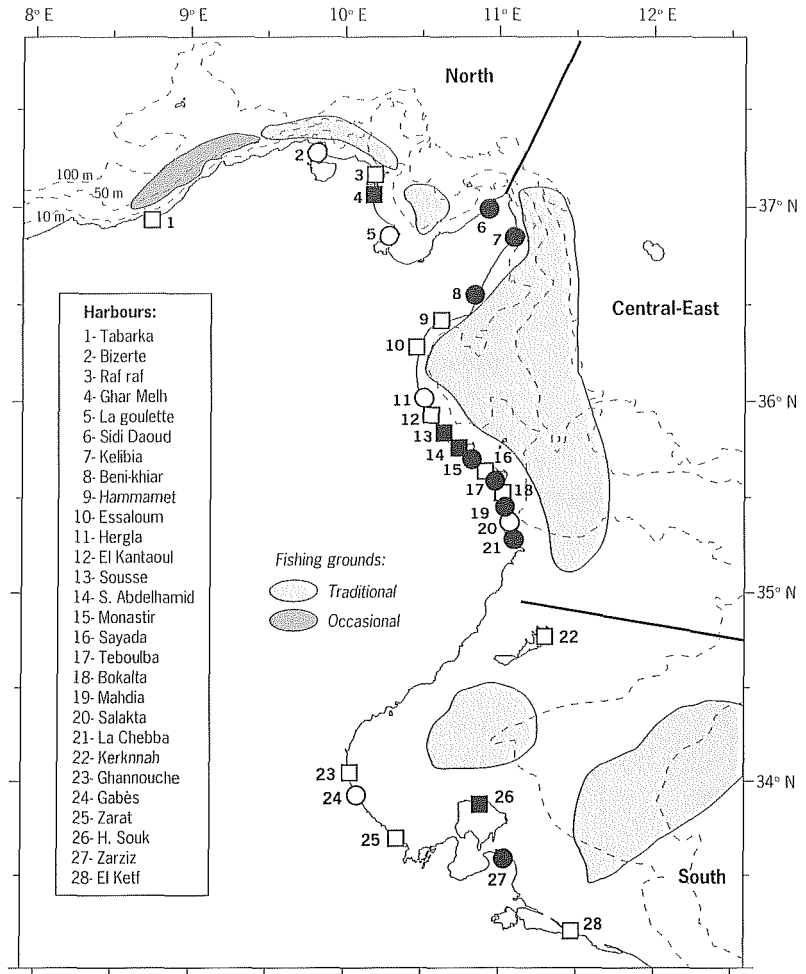 8° E
9° E
10° E
11° E
12° E
North
100 m
50 m
10 m
1
2
3
4
5
6
7
37° N
8
Central-East
9
10
Harbours:
1- Tabarka
2- Bizerte
3- Raf raf
4- Ghar Melh
5- La goulette
6- Sidi Daoud
7- Kelibia
8- Beni-khiar
9- Hammamet
10- Essaloum
11- Hergla
12- El Kantaoul
13- Sousse
14- S. Abdelhamid
15- Monastir
16- Sayada
17- Teboulba
18- Bokalta
19- Mahdia
20- Salakta
21- La Chebba
22- Kerknnah
23- Ghannouche
24- Gabès
25- Zarat
26- H. Souk
27- Zarziz
28- El Ketf
11
36° N
12
13
14
15
16
17
18
19
20
21
Fishing grounds:
Traditional
Occasional
35° N
22
23
24
34° N
25
26
27
South
28